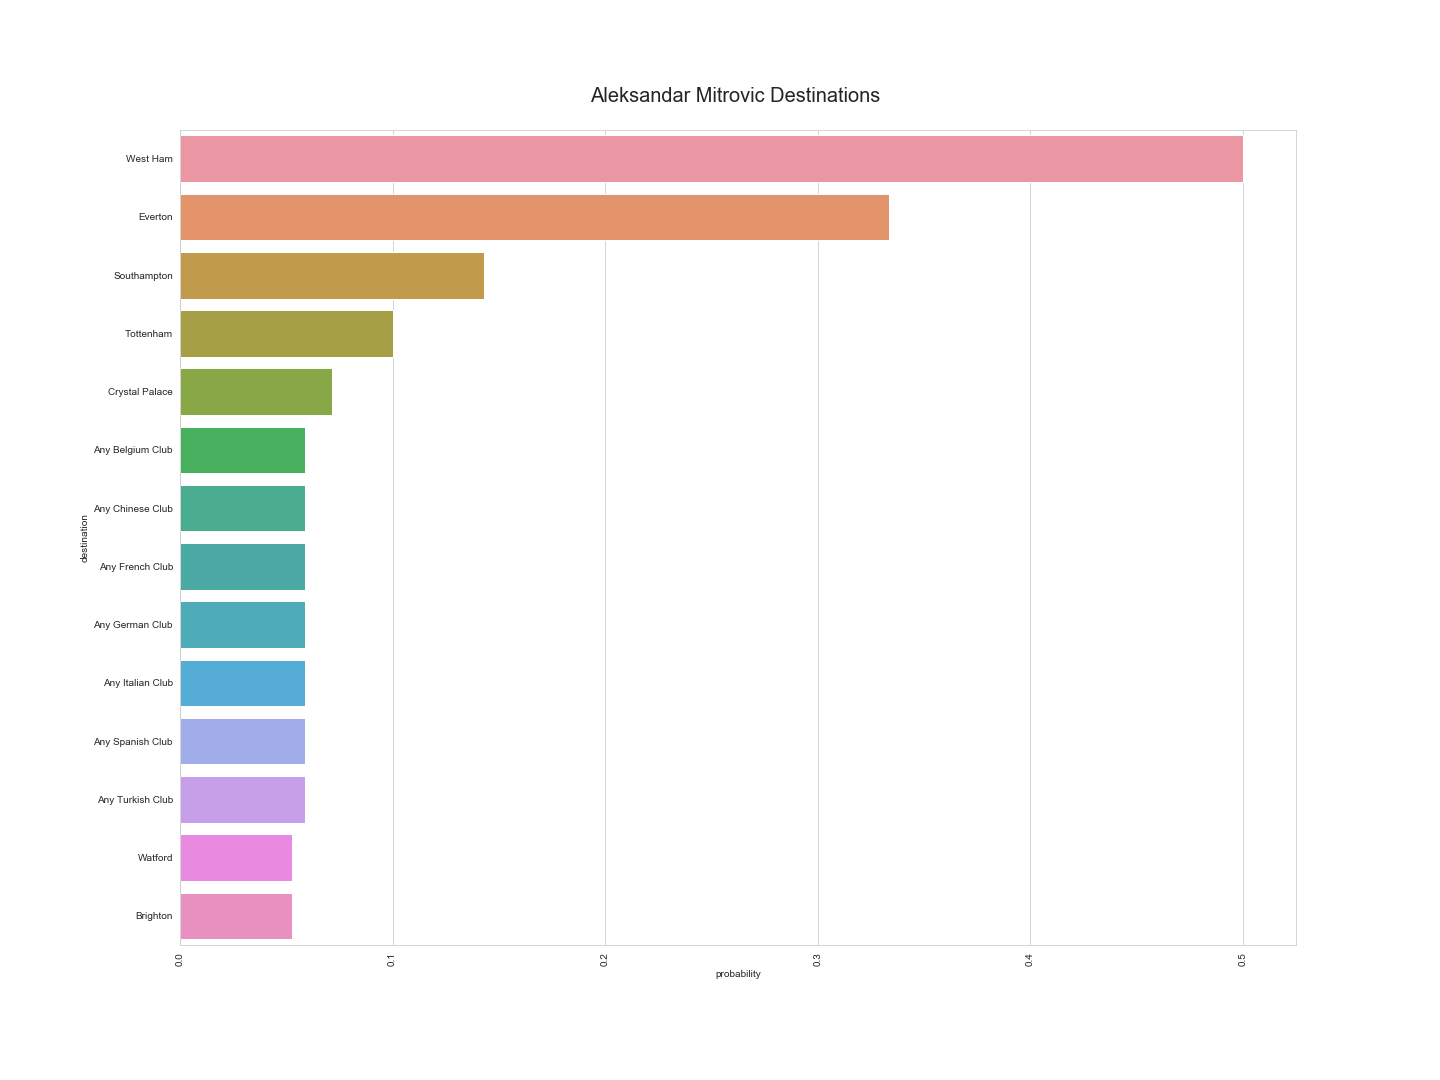 Aleksandar Mitrovic Destinations
West Ham
Everton
Southampton
Tottenham
Crystal Palace
Any Belgium Club
Any Chinese Club
Any French Club
Any German Club
Any Italian Club
Any Spanish Club
Any Turkish Club
Watford
Brighton
destination
0.0
0.1
0.2
0.3
0.4
0.5
probability